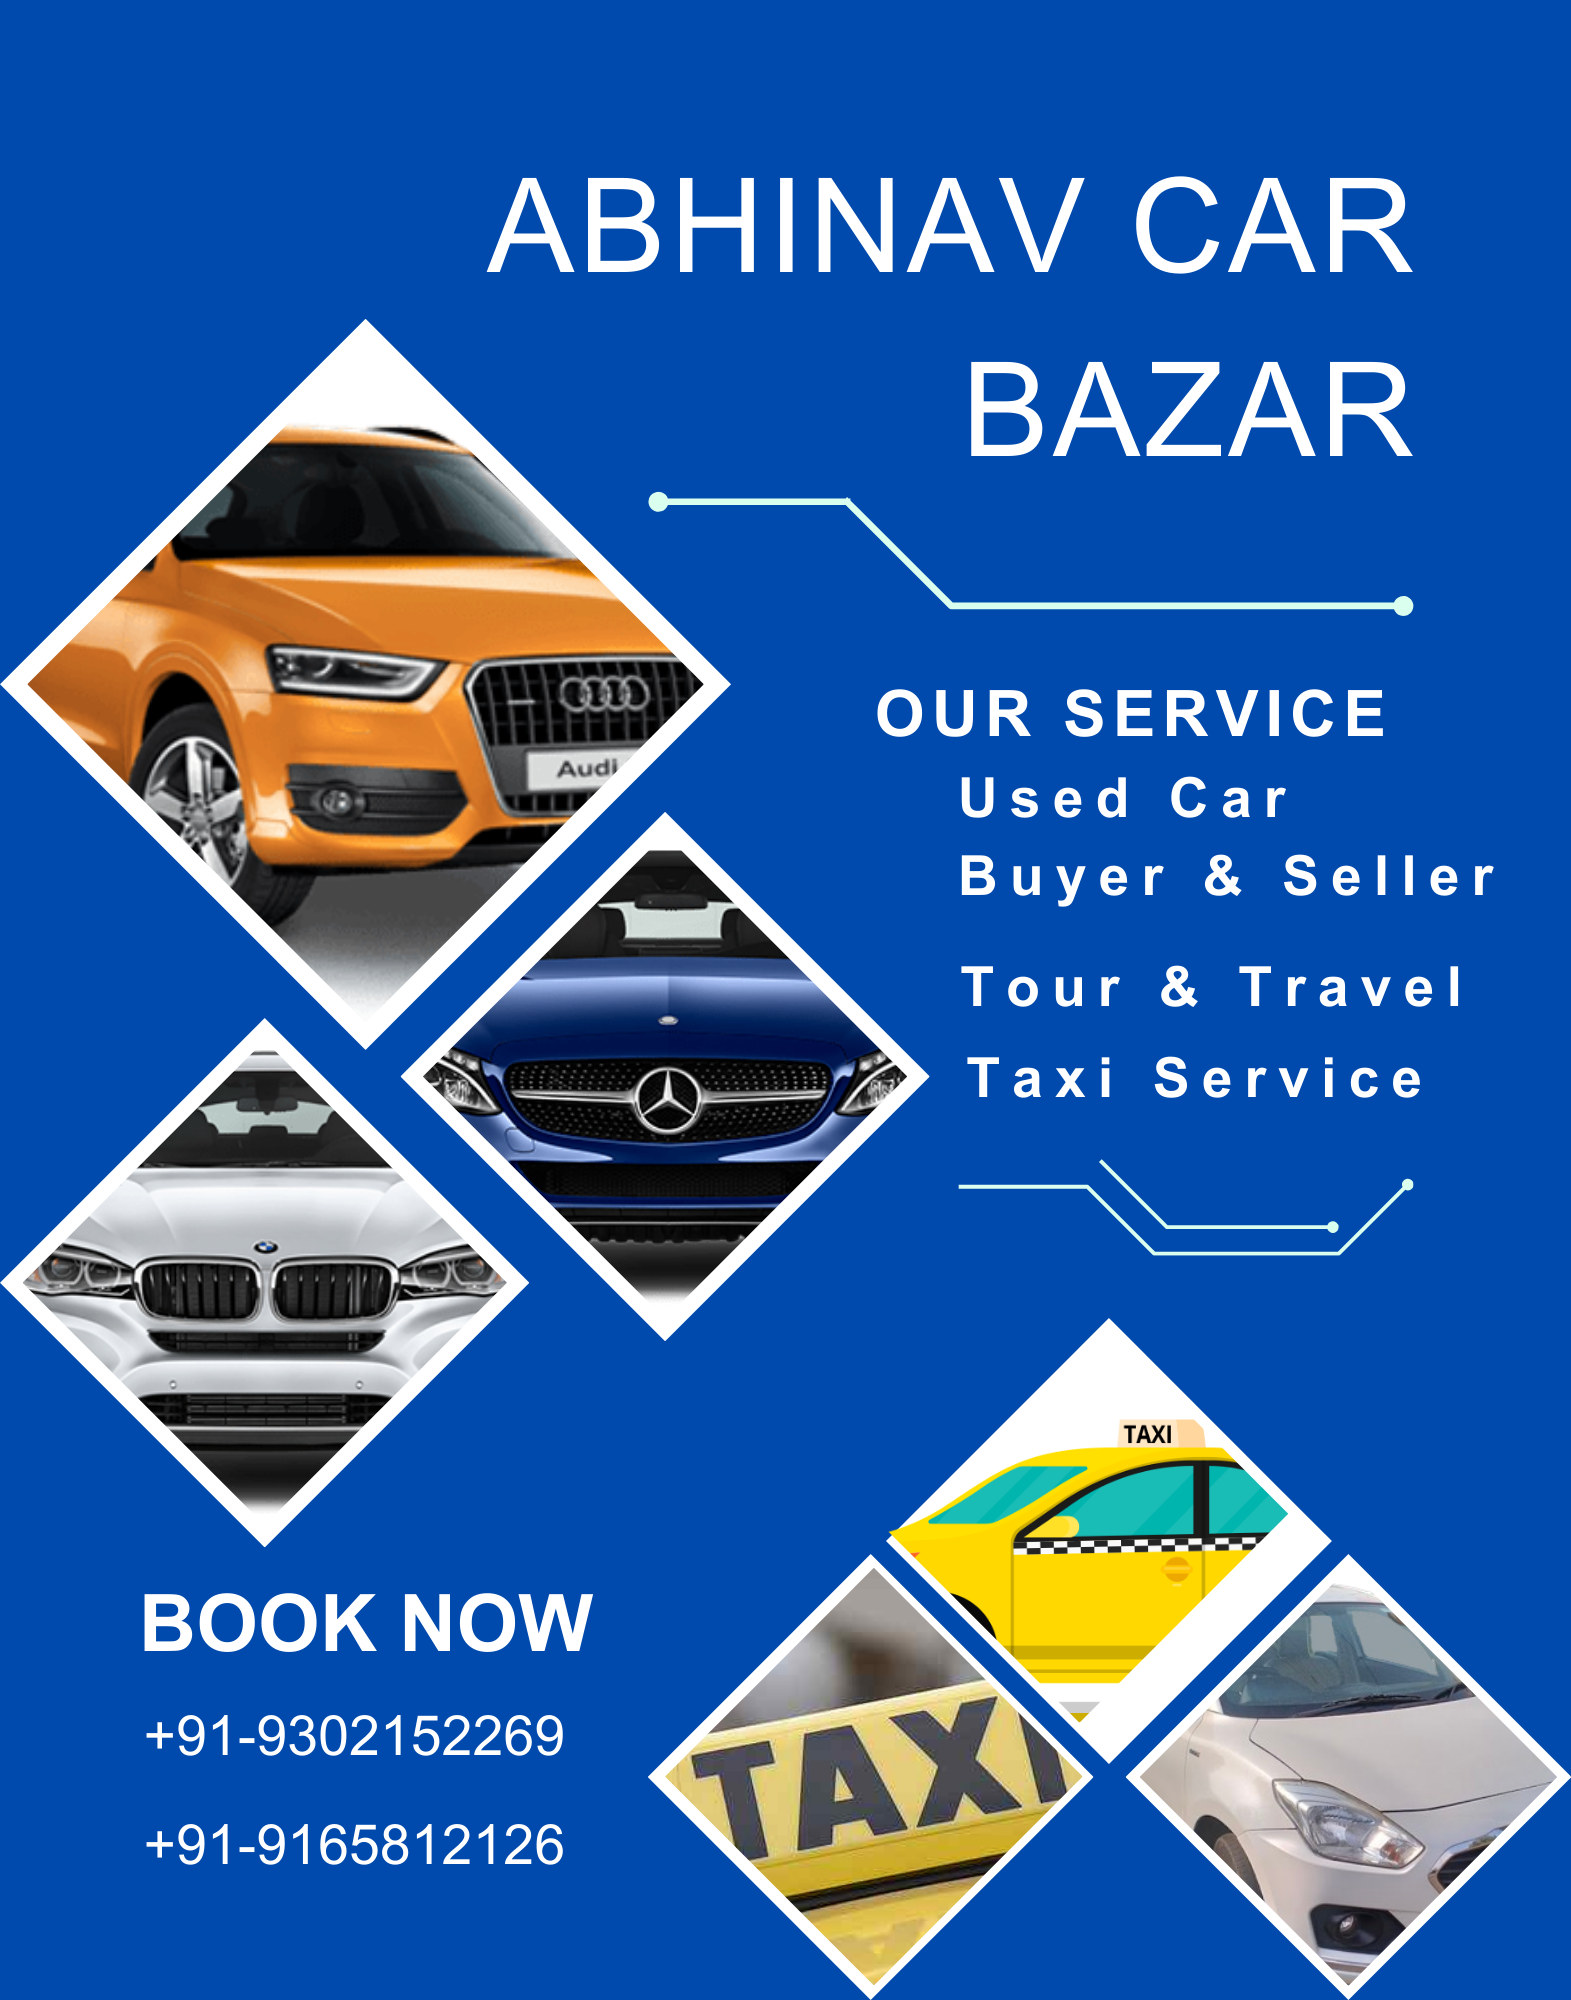 ABHINAV CAR
BAZAR
Audi
OUR SERVICE
Used Car
Buyer & Seller
Tour & Travel
Taxi Service
TAXI
TAXI
BOOK NOW
+91-9302152269
+91-9165812126